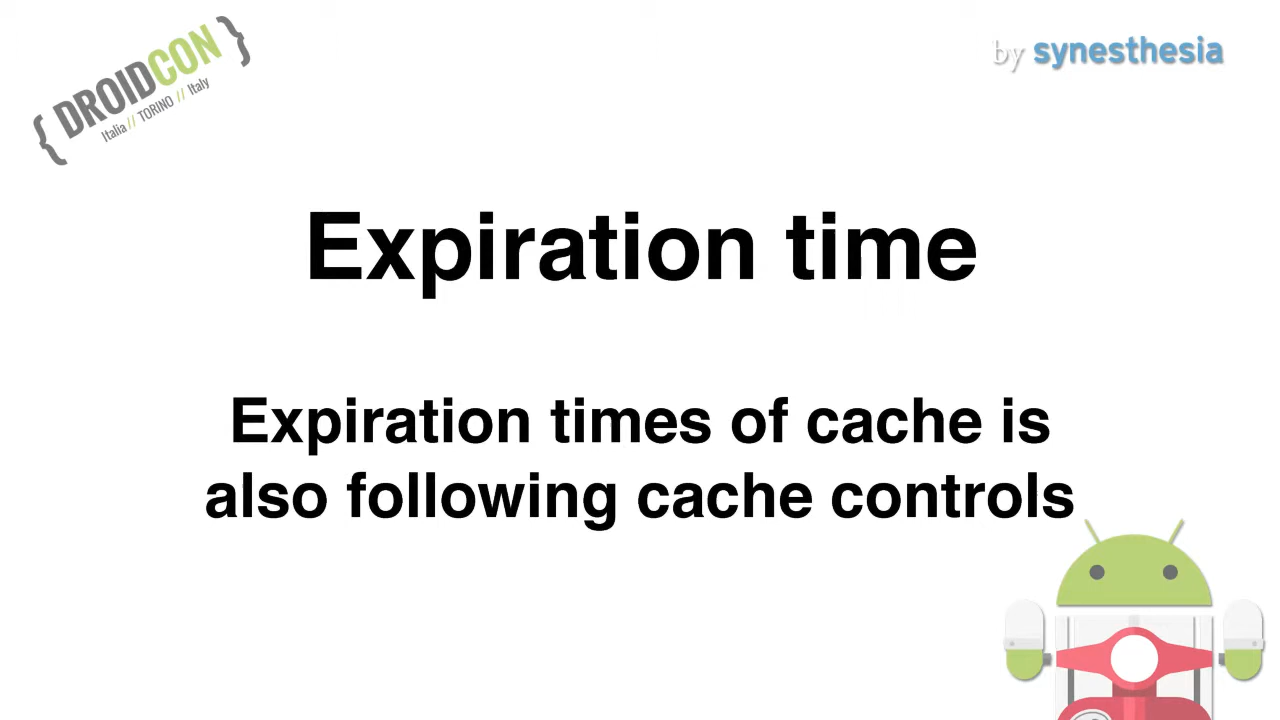 { DROIDCON }
Italia // TORINO // Italy
by synesthesia
Expiration time
Expiration times of cache is
also following cache controls